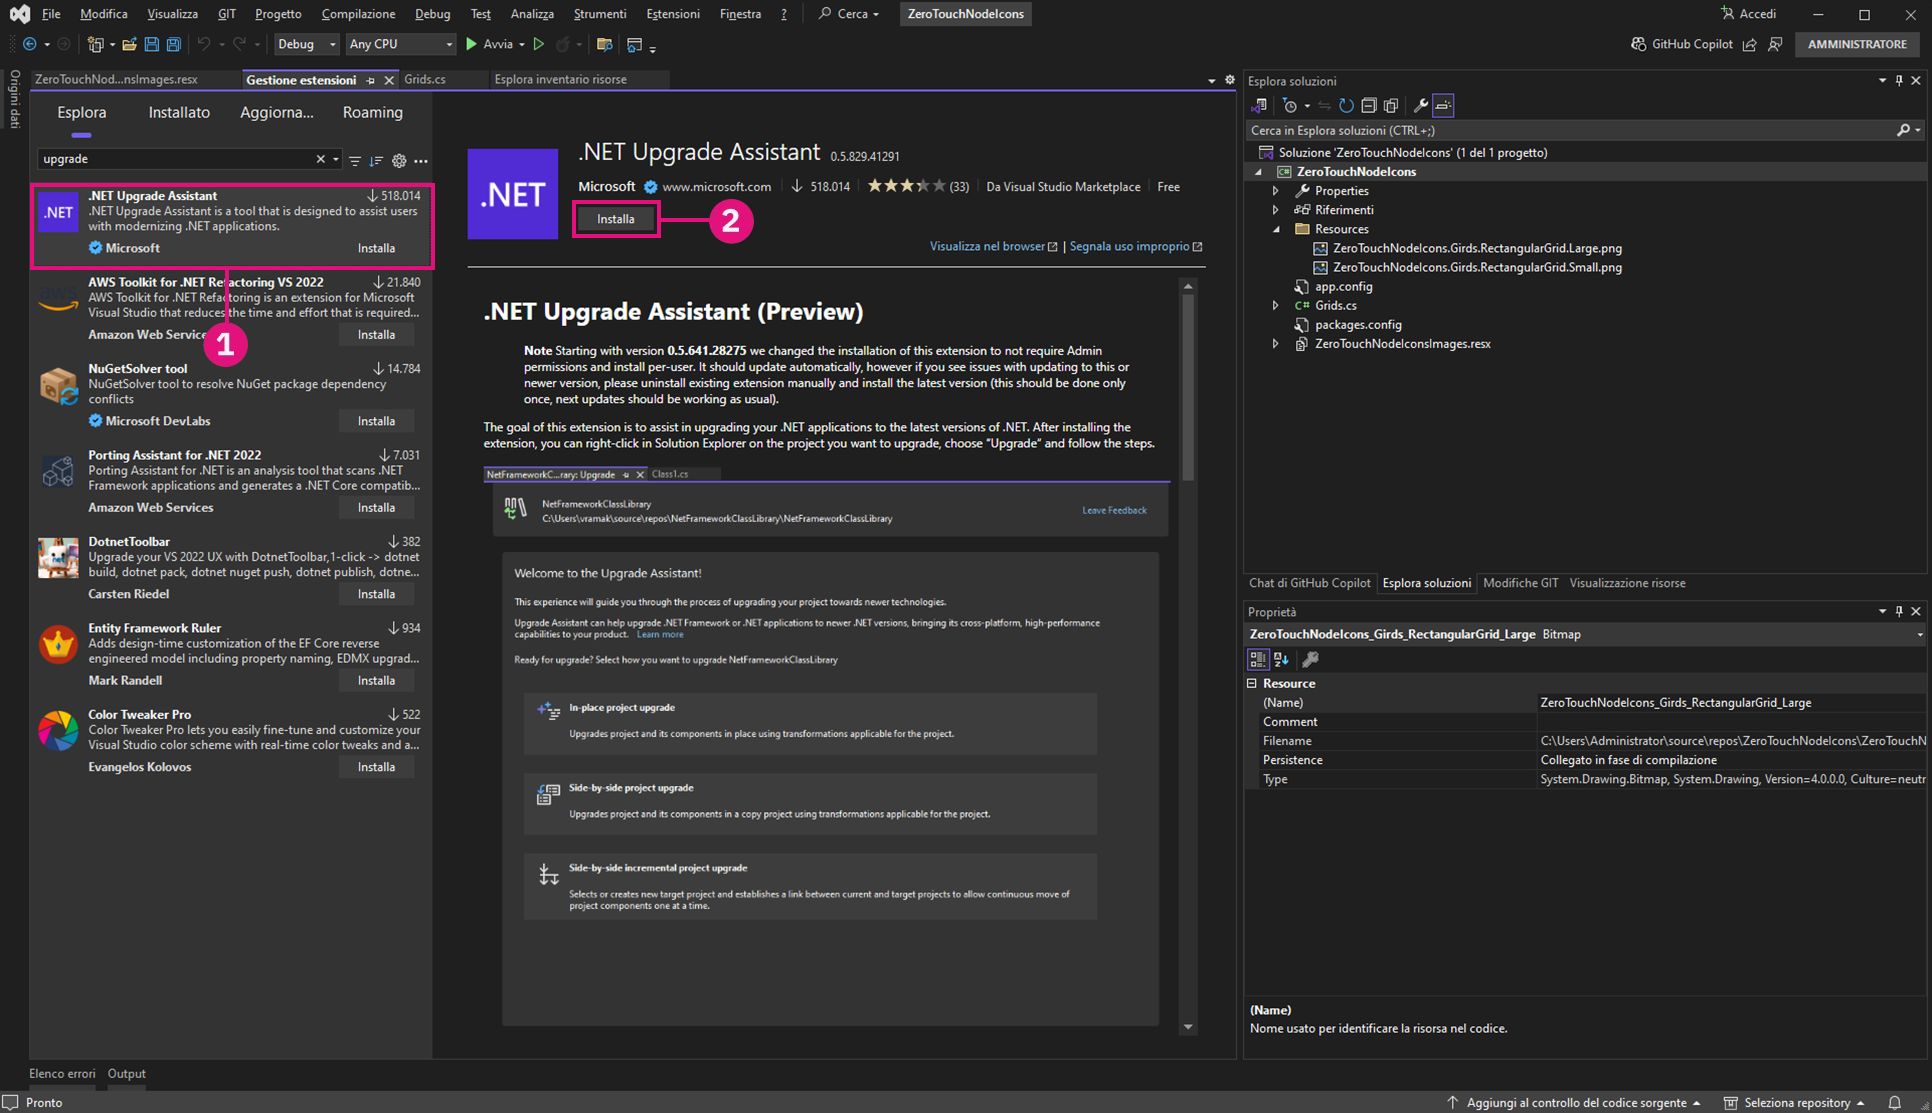 File Modifica Visualizza GIT Progetto Compilazione Debug Test Analizza Strumenti Estensioni Finestra ? Cerca ZeroTouchNodeIcons Accedi
Debug Any CPU Avvia GitHub Copilot AMMINISTRATORE
Origini dati
ZeroTouchNod...nsImages.resx Gestione estensioni Grids.cs Esplora inventario risorse
Esplora Installato Aggiorna... Roaming
upgrade
.NET
.NET Upgrade Assistant 518.014
.NET Upgrade Assistant is a tool that is designed to assist users
with modernizing .NET applications.
Microsoft Installa
1
aws
AWS Toolkit for .NET Refactoring VS 2022 21.840
AWS Toolkit for .NET Refactoring is an extension for Microsoft
Visual Studio that reduces the time and effort that is required...
Amazon Web Service Installa
NuGetSolver tool 14.784
NuGetSolver tool to resolve NuGet package dependency
conflicts
Microsoft DevLabs Installa
Porting Assistant for .NET 2022 7.031
Porting Assistant for .NET is an analysis tool that scans .NET
Framework applications and generates a .NET Core compatib...
Amazon Web Services Installa
DotnetToolbar 382
Upgrade your VS 2022 UX with DotnetToolbar,1-click -> dotnet
build, dotnet pack, dotnet nuget push, dotnet publish, dotne...
Carsten Riedel Installa
Entity Framework Ruler 934
Adds design-time customization of the EF Core reverse
engineered model including property naming, EDMX upgrad...
Mark Randell Installa
Color Tweaker Pro 522
Color Tweaker Pro lets you easily fine-tune and customize your
Visual Studio color scheme with real-time color tweaks and a...
Evangelos Kolovos Installa
.NET
.NET Upgrade Assistant 0.5.829.41291
Microsoft www.microsoft.com 518.014 (33) Da Visual Studio Marketplace Free
Installa
2
Visualizza nel browser | Segnala uso improprio
.NET Upgrade Assistant (Preview)
Note Starting with version 0.5.641.28275 we changed the installation of this extension to not require Admin
permissions and install per-user. It should update automatically, however if you see issues with updating to this or
newer version, please uninstall existing extension manually and install the latest version (this should be done only
once, next updates should be working as usual).
The goal of this extension is to assist in upgrading your .NET applications to the latest versions of .NET. After installing the
extension, you can right-click in Solution Explorer on the project you want to upgrade, choose "Upgrade" and follow the steps.
NetFrameworkC...rary: Upgrade Class1.cs
NetFrameworkClassLibrary
C:\Users\vramak\source\repos\NetFrameworkClassLibrary\NetFrameworkClassLibrary
Leave Feedback
Welcome to the Upgrade Assistant!
This experience will guide you through the process of upgrading your project towards newer technologies.
Upgrade Assistant can help upgrade .NET Framework or .NET applications to newer .NET versions, bringing its cross-platform, high-performance
capabilities to your product. Learn more
Ready for upgrade? Select how you want to upgrade NetFrameworkClassLibrary
In-place project upgrade
Upgrades project and its components in place using transformations applicable for the project.
Side-by-side project upgrade
Upgrades project and its components in a copy project using transformations applicable for the project.
Side-by-side incremental project upgrade
Selects or creates new target project and establishes a link between current and target projects to allow continuous move of
project components one at a time.
Esplora soluzioni
Cerca in Esplora soluzioni (CTRL+;)
Soluzione 'ZeroTouchNodeIcons' (1 del 1 progetto)
C# ZeroTouchNodeIcons
Properties
Riferimenti
Resources
ZeroTouchNodeIcons.Girds.RectangularGrid.Large.png
ZeroTouchNodeIcons.Girds.RectangularGrid.Small.png
app.config
C# Grids.cs
packages.config
ZeroTouchNodeIconsImages.resx
Chat di GitHub Copilot Esplora soluzioni Modifiche GIT Visualizzazione risorse
Proprietà
ZeroTouchNodeIcons_Girds_RectangularGrid_Large Bitmap
Resource
(Name) ZeroTouchNodeIcons_Girds_RectangularGrid_Large
Comment
Filename C:\Users\Administrator\source\repos\ZeroTouchNodeIcons\ZeroTouchN
Persistence Collegato in fase di compilazione
Type System.Drawing.Bitmap, System.Drawing, Version=4.0.0.0, Culture=neutr
(Name)
Nome usato per identificare la risorsa nel codice.
Elenco errori Output
Pronto Aggiungi al controllo del codice sorgente Seleziona repository